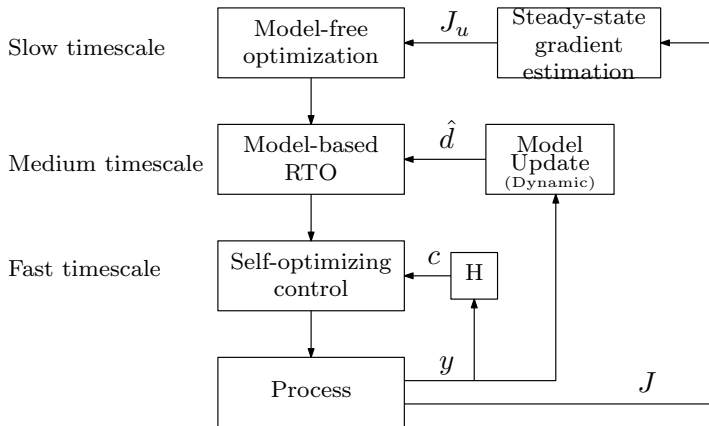 Slow timescale
Model-free
optimization
J_u
Steady-state
gradient
estimation
Medium timescale
Model-based
RTO
d̂
Model
Update
(Dynamic)
Fast timescale
Self-optimizing
control
c
H
Process
y
J